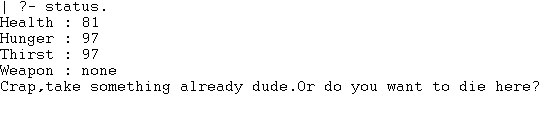 | ?- status.
Health : 81
Hunger : 97
Thirst : 97
Weapon : none
Crap,take something already dude.Or do you want to die here?